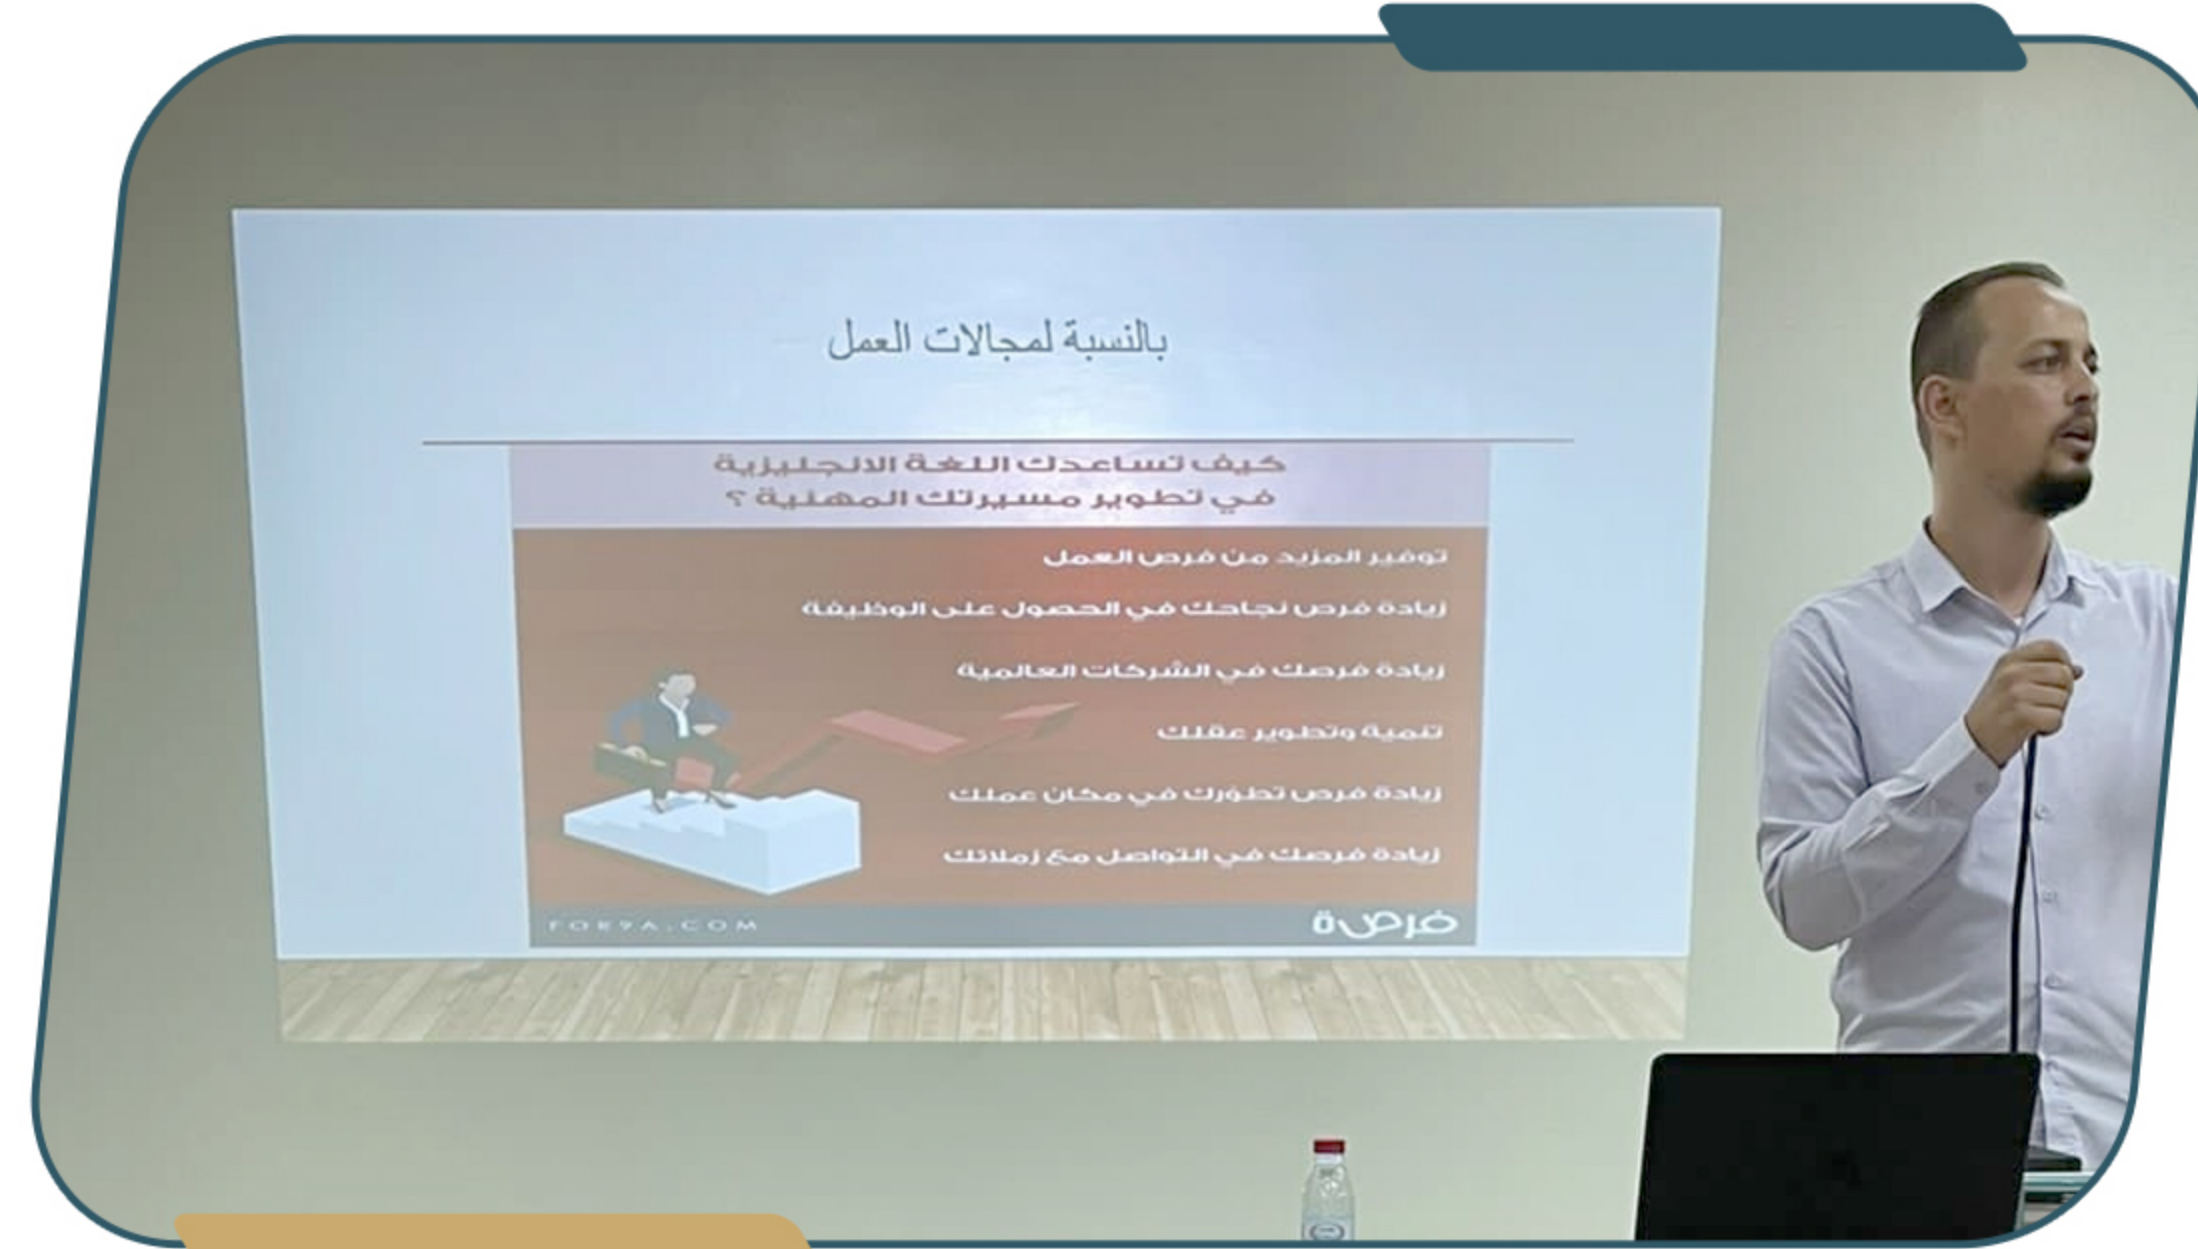 بالنسبة لمجالات العمل
كيف تساعدك اللغة الانجليزية
في تطوير مسيرتك المهنية ؟
توفير المزيد من فرص العمل
زيادة فرص نجاحك في الحصول على الوظيفة
زيادة فرصك في الشركات العالمية
تنمية وتطوير عقلك
زيادة فرص تطورك في مكان عملك
زيادة فرصك في التواصل مع زملائك
فرصة
FOR9A.COM